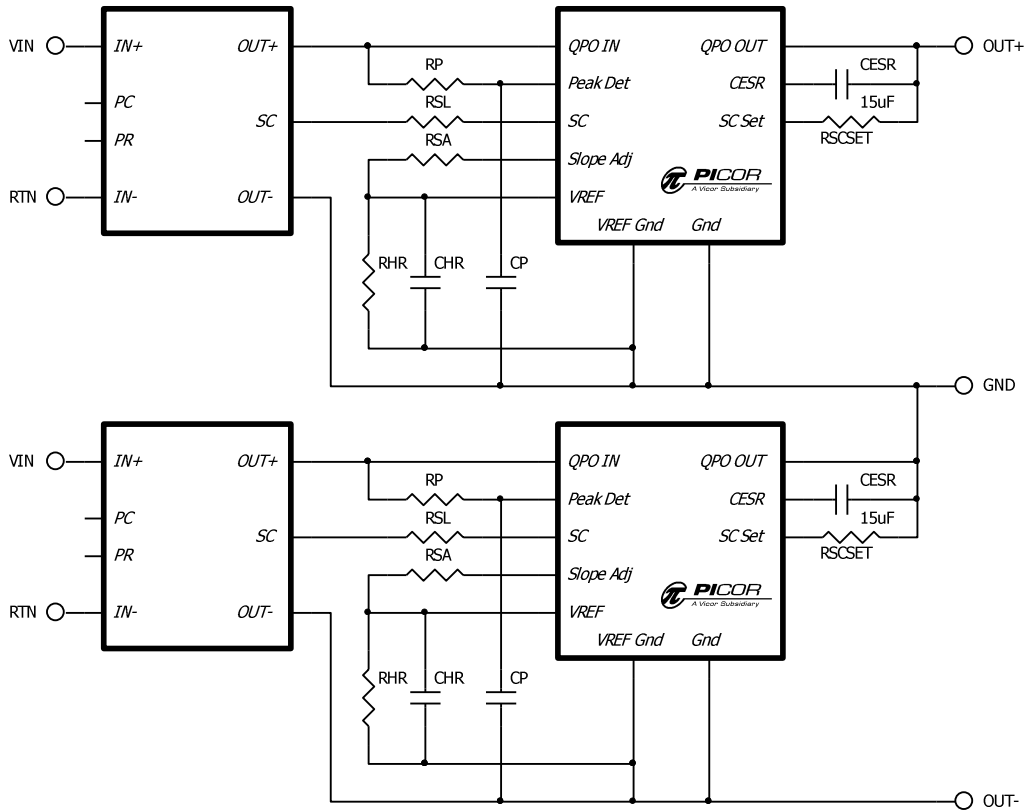 VIN IN+ OUT+ QPO IN QPO OUT OUT+
RP CESR
PC Peak Det CESR
RSL 15uF
SC SC SC Set
PR RSCSET
RSA
Slope Adj
π PICOR
A Vicor Subsidiary
RTN IN- OUT- VREF
VREF Gnd Gnd
RHR CHR CP
GND
VIN IN+ OUT+ QPO IN QPO OUT
RP CESR
PC Peak Det CESR
RSL 15uF
SC SC SC Set
PR RSCSET
RSA
Slope Adj
π PICOR
A Vicor Subsidiary
RTN IN- OUT- VREF
VREF Gnd Gnd
RHR CHR CP
OUT-